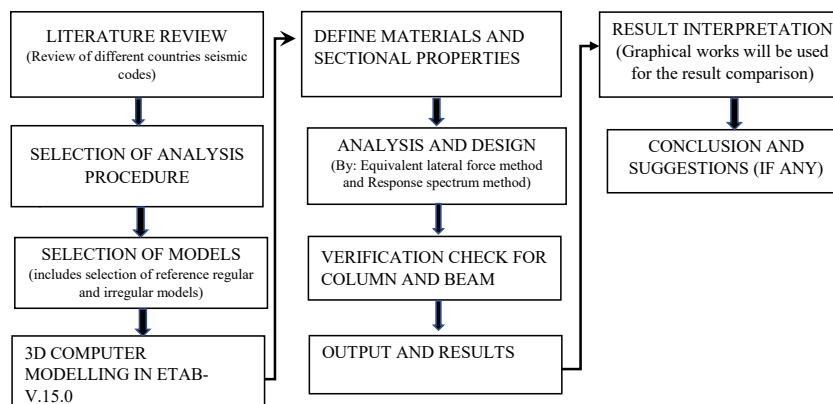 LITERATURE REVIEW
(Review of different countries seismic
codes)
SELECTION OF ANALYSIS
PROCEDURE
SELECTION OF MODELS
(includes selection of reference regular
and irregular models)
3D COMPUTER
MODELLING IN ETAB-
V.15.0
DEFINE MATERIALS AND
SECTIONAL PROPERTIES
ANALYSIS AND DESIGN
(By: Equivalent lateral force method
and Response spectrum method)
VERIFICATION CHECK FOR
COLUMN AND BEAM
OUTPUT AND RESULTS
RESULT INTERPRETATION
(Graphical works will be used
for the result comparison)
CONCLUSION AND
SUGGESTIONS (IF ANY)